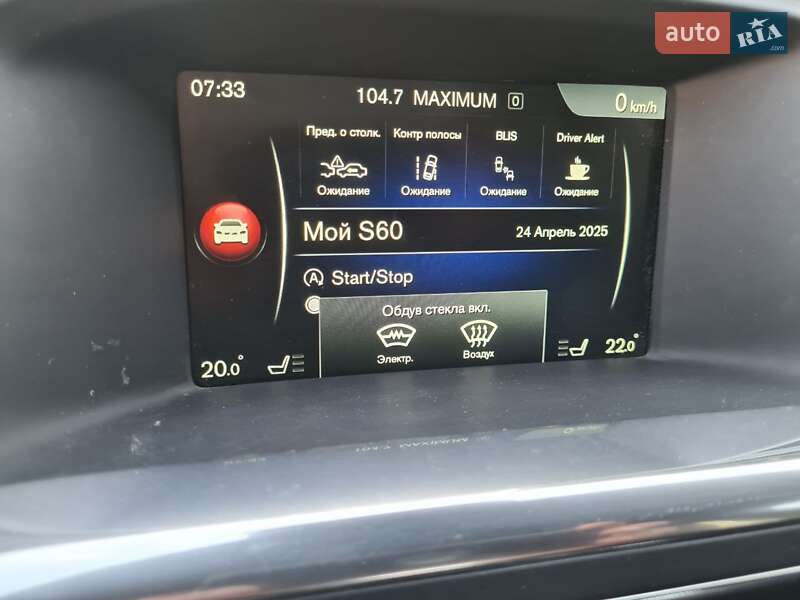 auto RIA .com
07:33
104.7 MAXIMUM 0
0 km/h
Пред. о столк. Контр полосы BLIS Driver Alert
Ожидание Ожидание Ожидание Ожидание
Мой S60 24 Апрель 2025
Start/Stop
Обдув стекла вкл.
Электр. Воздух
20.0° 22.0°